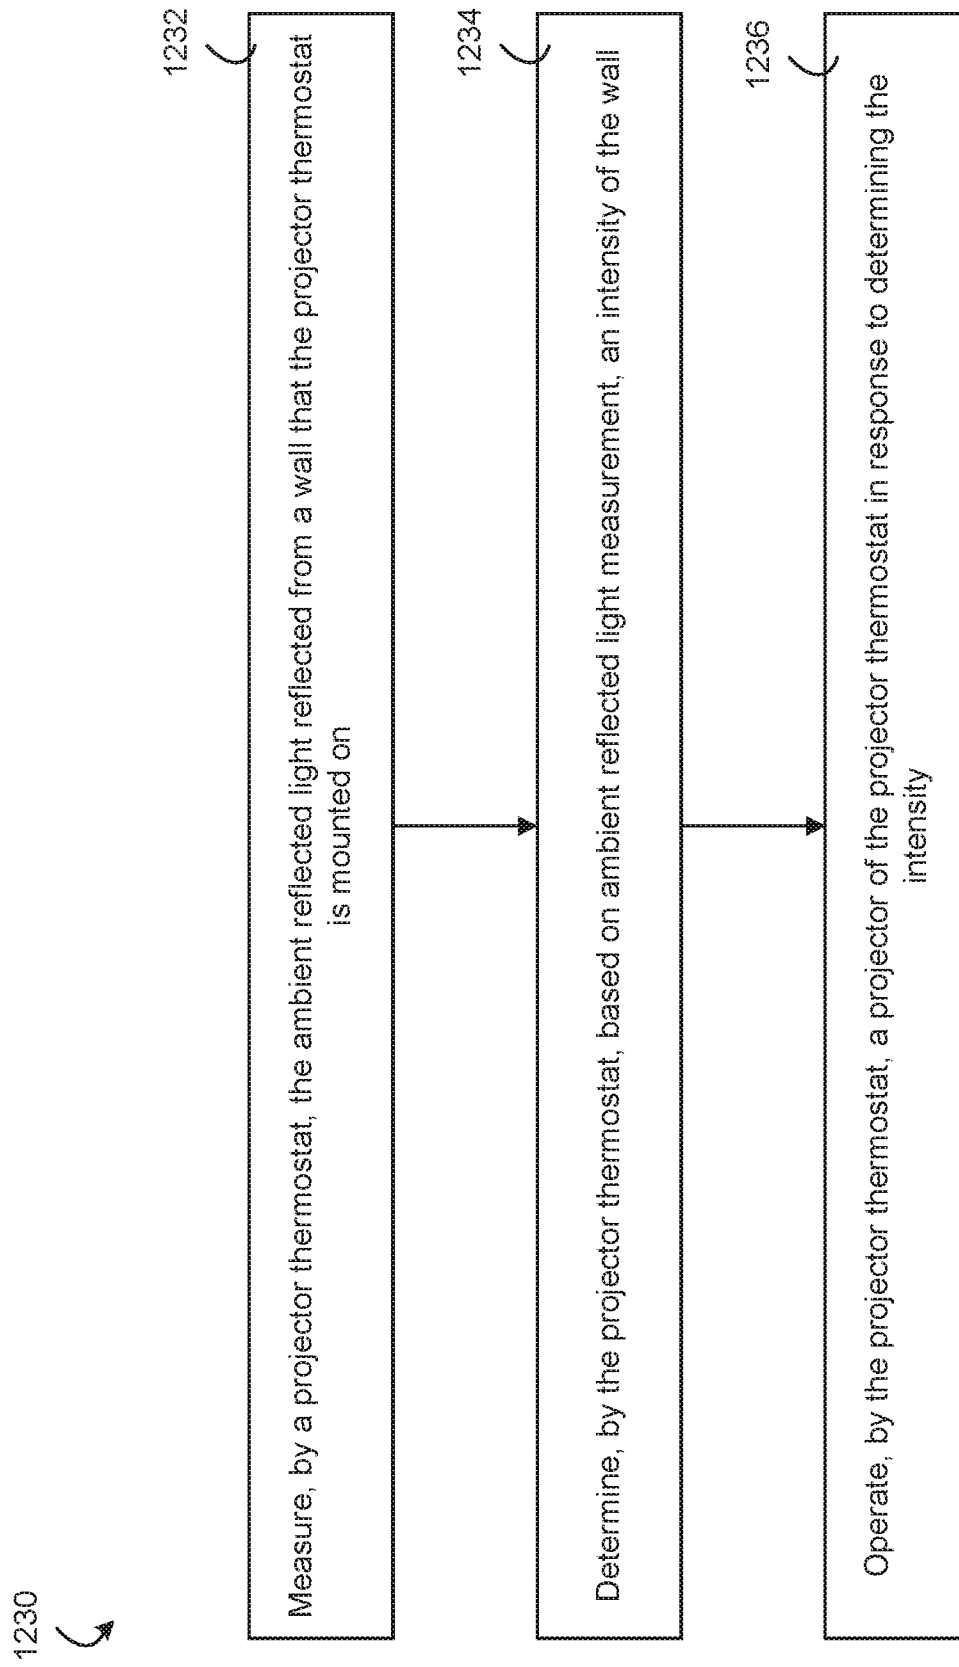 1230
1232
Measure, by a projector thermostat, the ambient reflected light reflected from a wall that the projector thermostat
is mounted on
1234
Determine, by the projector thermostat, based on ambient reflected light measurement, an intensity of the wall
1236
Operate, by the projector thermostat, a projector of the projector thermostat in response to determining the
intensity